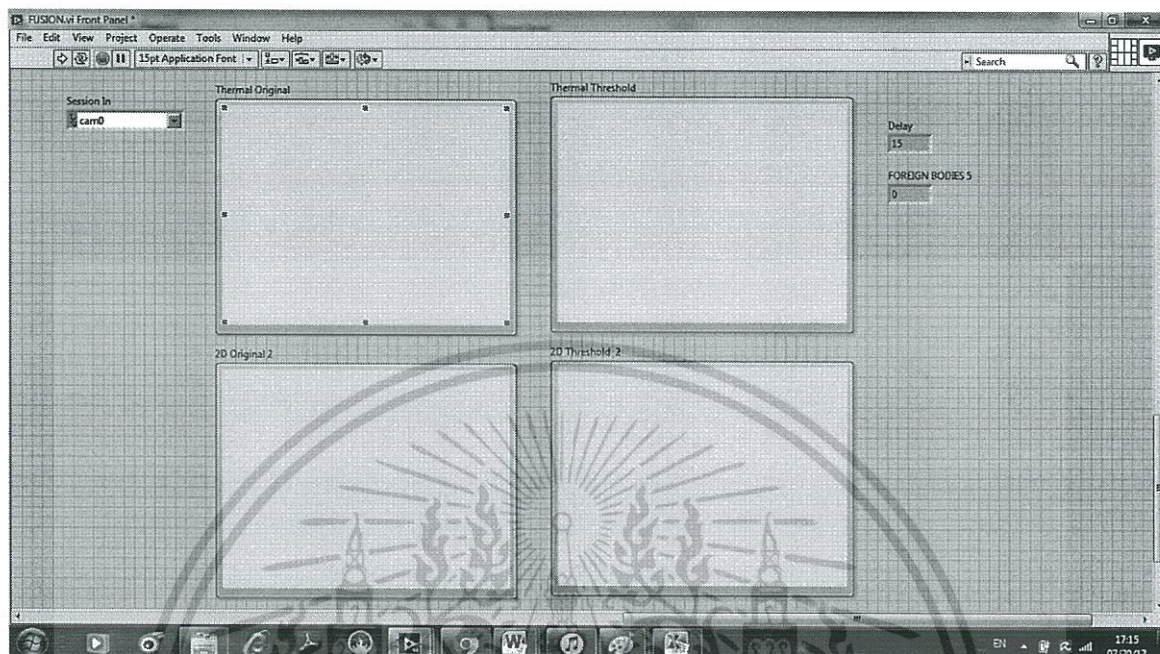 FUSION.vi Front Panel *
File Edit View Project Operate Tools Window Help
15pt Application Font
Search
Session In
cam0
Thermal Original
Thermal Threshold
Delay
15
FOREIGN BODIES 5
0
2D Original 2
2D Threshold 2
EN
17:15